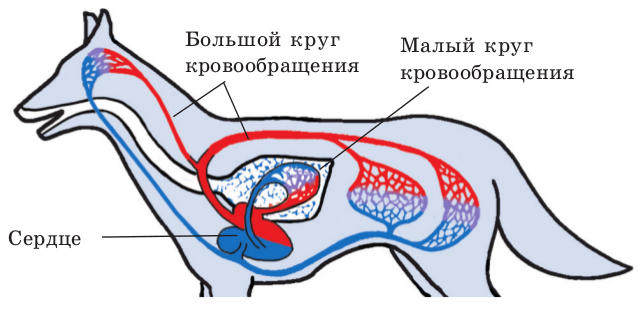 Большой круг
кровообращения
Малый круг
кровообращения
Сердце